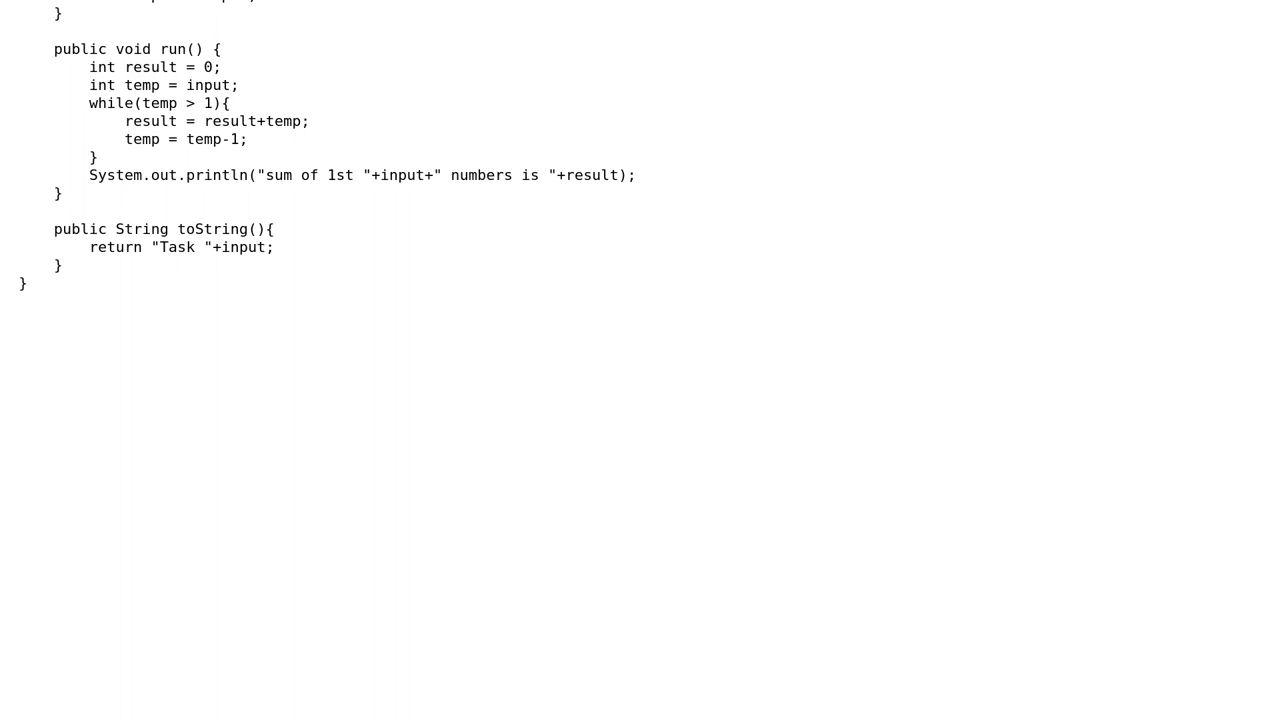 }
public void run() {
int result = 0;
int temp = input;
while(temp > 1){
result = result+temp;
temp = temp-1;
}
System.out.println("sum of 1st "+input+" numbers is "+result);
}
public String toString(){
return "Task "+input;
}
}